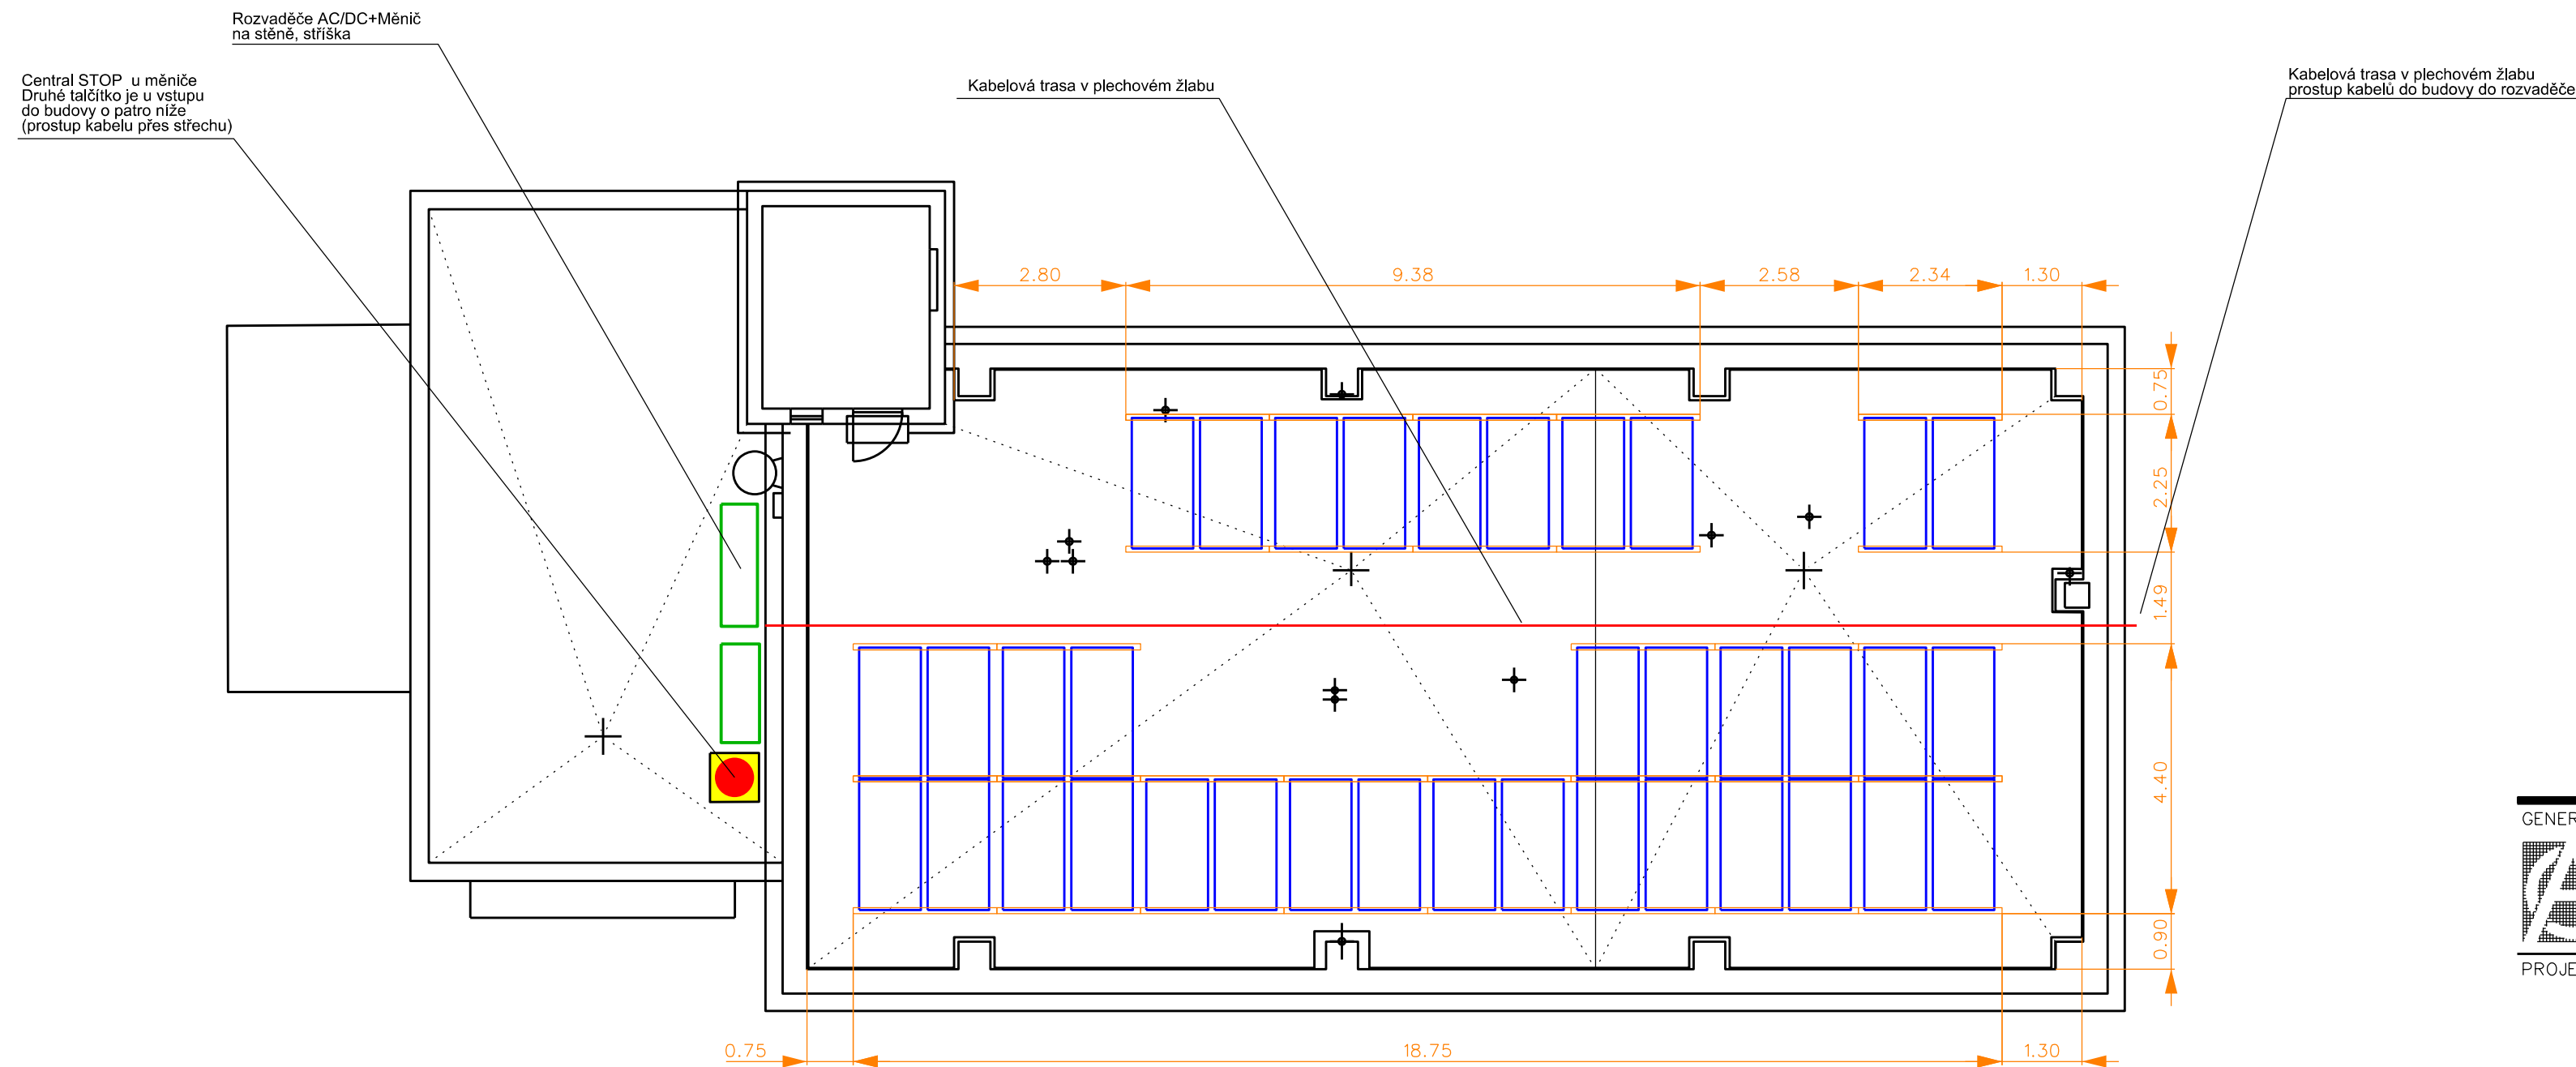 Rozvaděče AC/DC+Měnič
na stěně, stříška
Central STOP u měniče
Druhé talčítko je u vstupu
do budovy o patro níže
(prostup kabelu přes střechu)
Kabelová trasa v plechovém žlabu
Kabelová trasa v plechovém žlabu
prostup kabelů do budovy do rozvaděče
2.80
9.38
2.58
2.34
1.30
0.75
2.25
1.49
4.40
0.90
0.75
18.75
1.30
GENER
PROJE